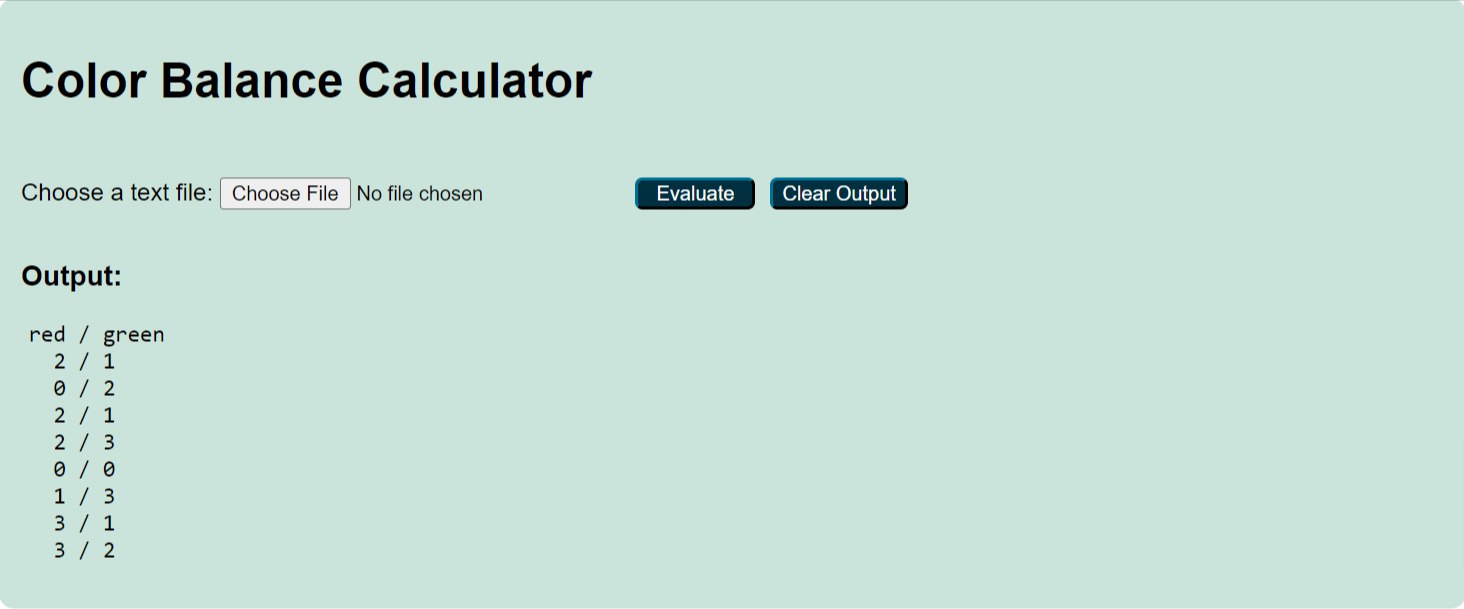 Color Balance Calculator
Choose a text file: Choose File No file chosen Evaluate Clear Output
Output:
red / green
2 / 1
0 / 2
2 / 1
2 / 3
0 / 0
1 / 3
3 / 1
3 / 2